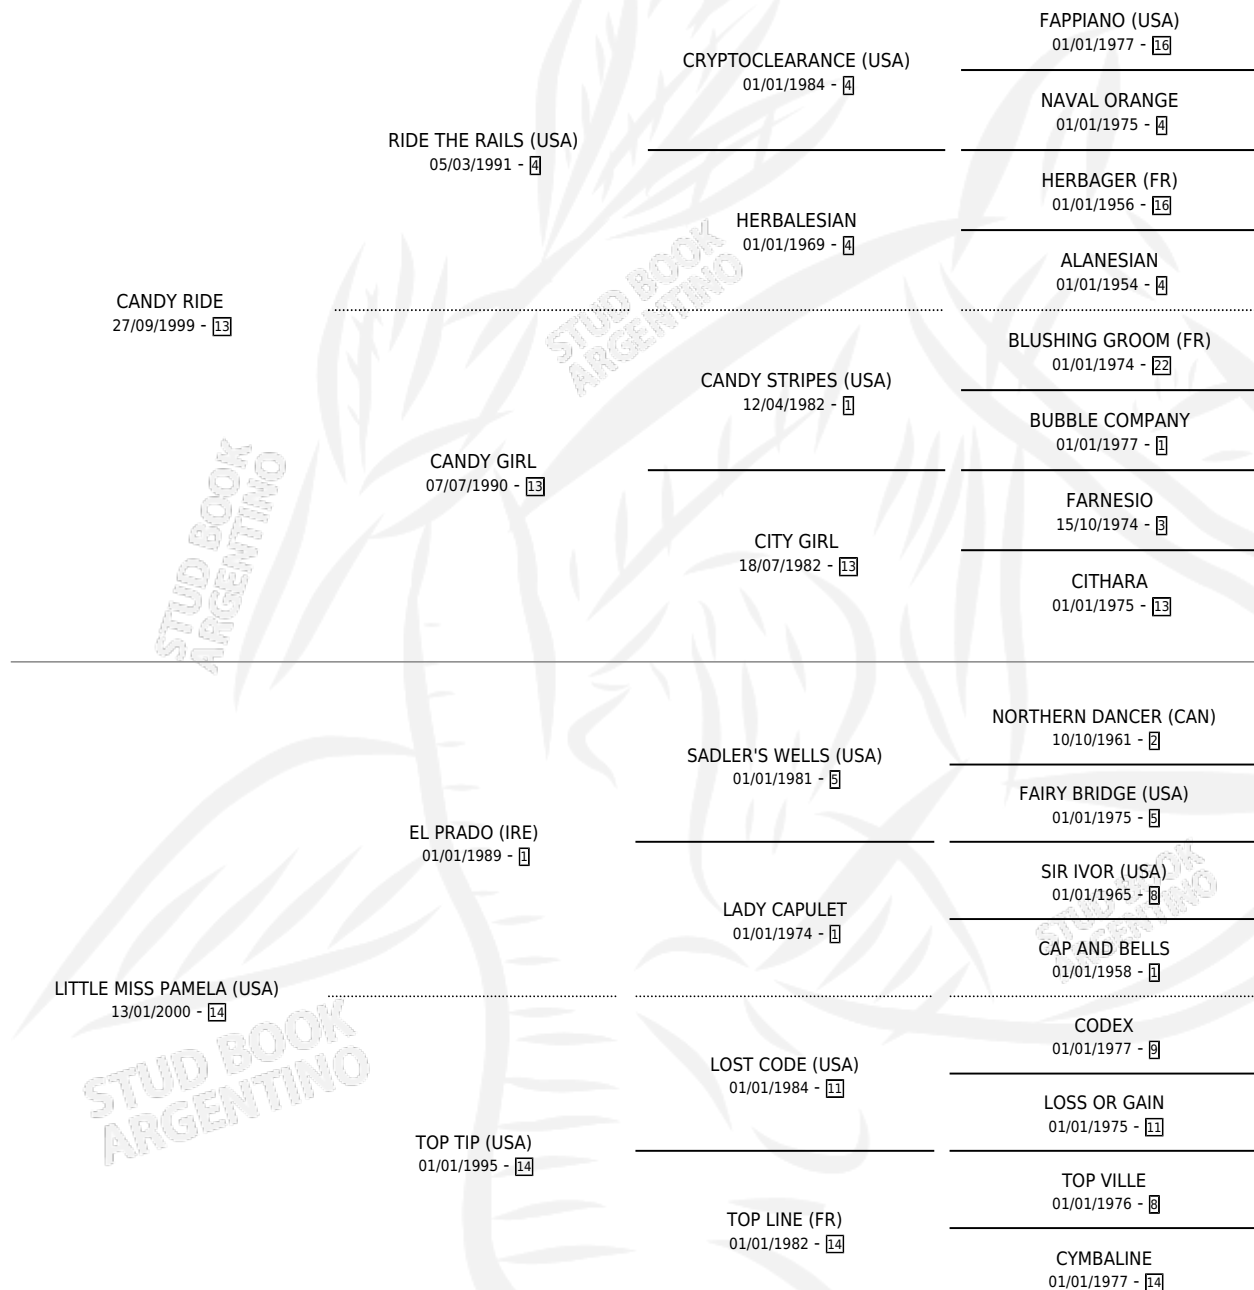 FAPPIANO (USA)
01/01/1977 - 16
CRYPTOCLEARANCE (USA)
01/01/1984 - 4
NAVAL ORANGE
01/01/1975 - 4
RIDE THE RAILS (USA)
05/03/1991 - 4
HERBAGER (FR)
01/01/1956 - 16
HERBALESIAN
01/01/1969 - 4
ALANESIAN
01/01/1954 - 4
CANDY RIDE
27/09/1999 - 13
BLUSHING GROOM (FR)
01/01/1974 - 22
CANDY STRIPES (USA)
12/04/1982 - 1
BUBBLE COMPANY
01/01/1977 - 1
CANDY GIRL
07/07/1990 - 13
FARNESIO
15/10/1974 - 3
CITY GIRL
18/07/1982 - 13
CITHARA
01/01/1975 - 13
NORTHERN DANCER (CAN)
10/10/1961 - 2
SADLER'S WELLS (USA)
01/01/1981 - 5
FAIRY BRIDGE (USA)
01/01/1975 - 5
EL PRADO (IRE)
01/01/1989 - 1
SIR IVOR (USA)
01/01/1965 - 8
LADY CAPULET
01/01/1974 - 1
CAP AND BELLS
01/01/1958 - 1
LITTLE MISS PAMELA (USA)
13/01/2000 - 14
CODEX
01/01/1977 - 9
LOST CODE (USA)
01/01/1984 - 11
LOSS OR GAIN
01/01/1975 - 11
TOP TIP (USA)
01/01/1995 - 14
TOP VILLE
01/01/1976 - 8
TOP LINE (FR)
01/01/1982 - 14
CYMBALINE
01/01/1977 - 14
STUD BOOK
ARGENTINO
STUD BOOK
ARGENTINO
STUD BOOK
ARGENTINO
STUD BOOK
ARGENTINO